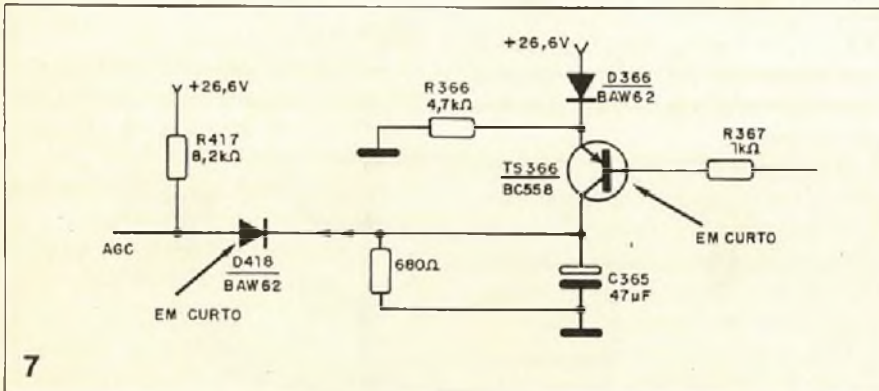 +26,6V
D366
BAW62
R366
4,7kΩ
+26,6V
R417
8,2kΩ
R367
1kΩ
TS366
BC558
EM CURTO
AGC
D418
BAW62
680Ω
C365
47µF
EM CURTO
7